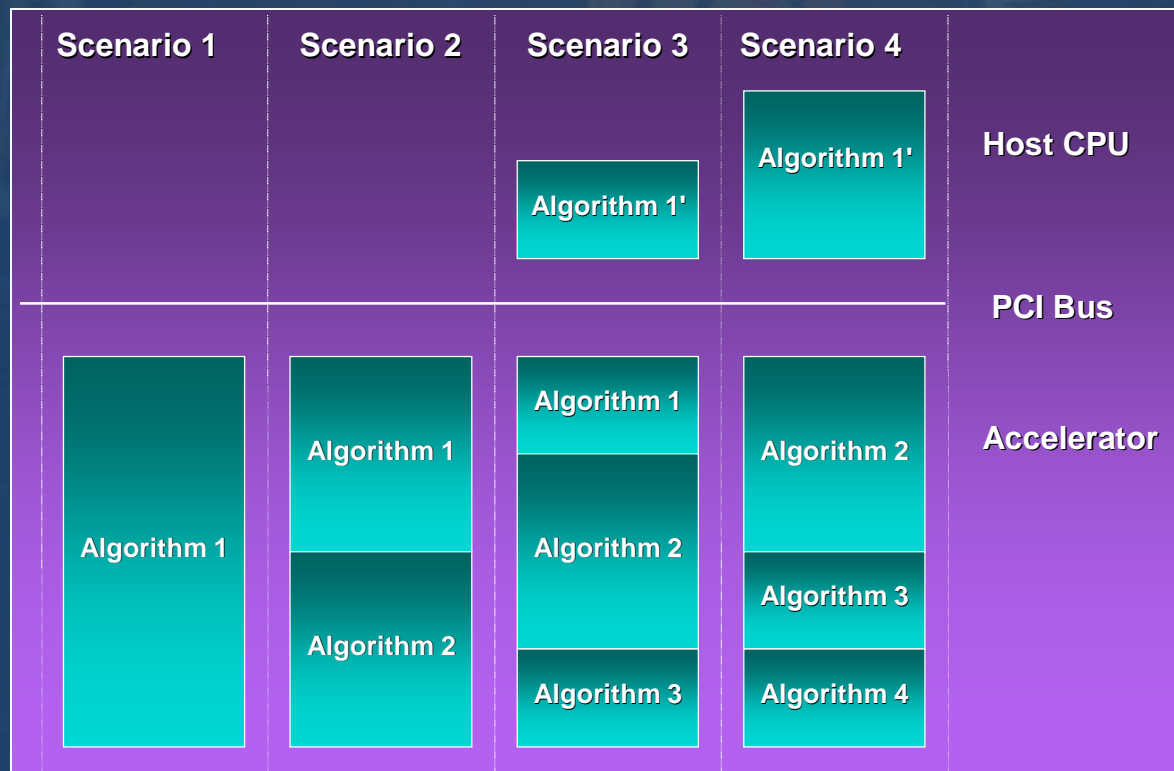 Scenario 1
Scenario 2
Scenario 3
Scenario 4
Host CPU
Algorithm 1'
Algorithm 1'
PCI Bus
Accelerator
Algorithm 1
Algorithm 1
Algorithm 2
Algorithm 1
Algorithm 2
Algorithm 3
Algorithm 2
Algorithm 3
Algorithm 4